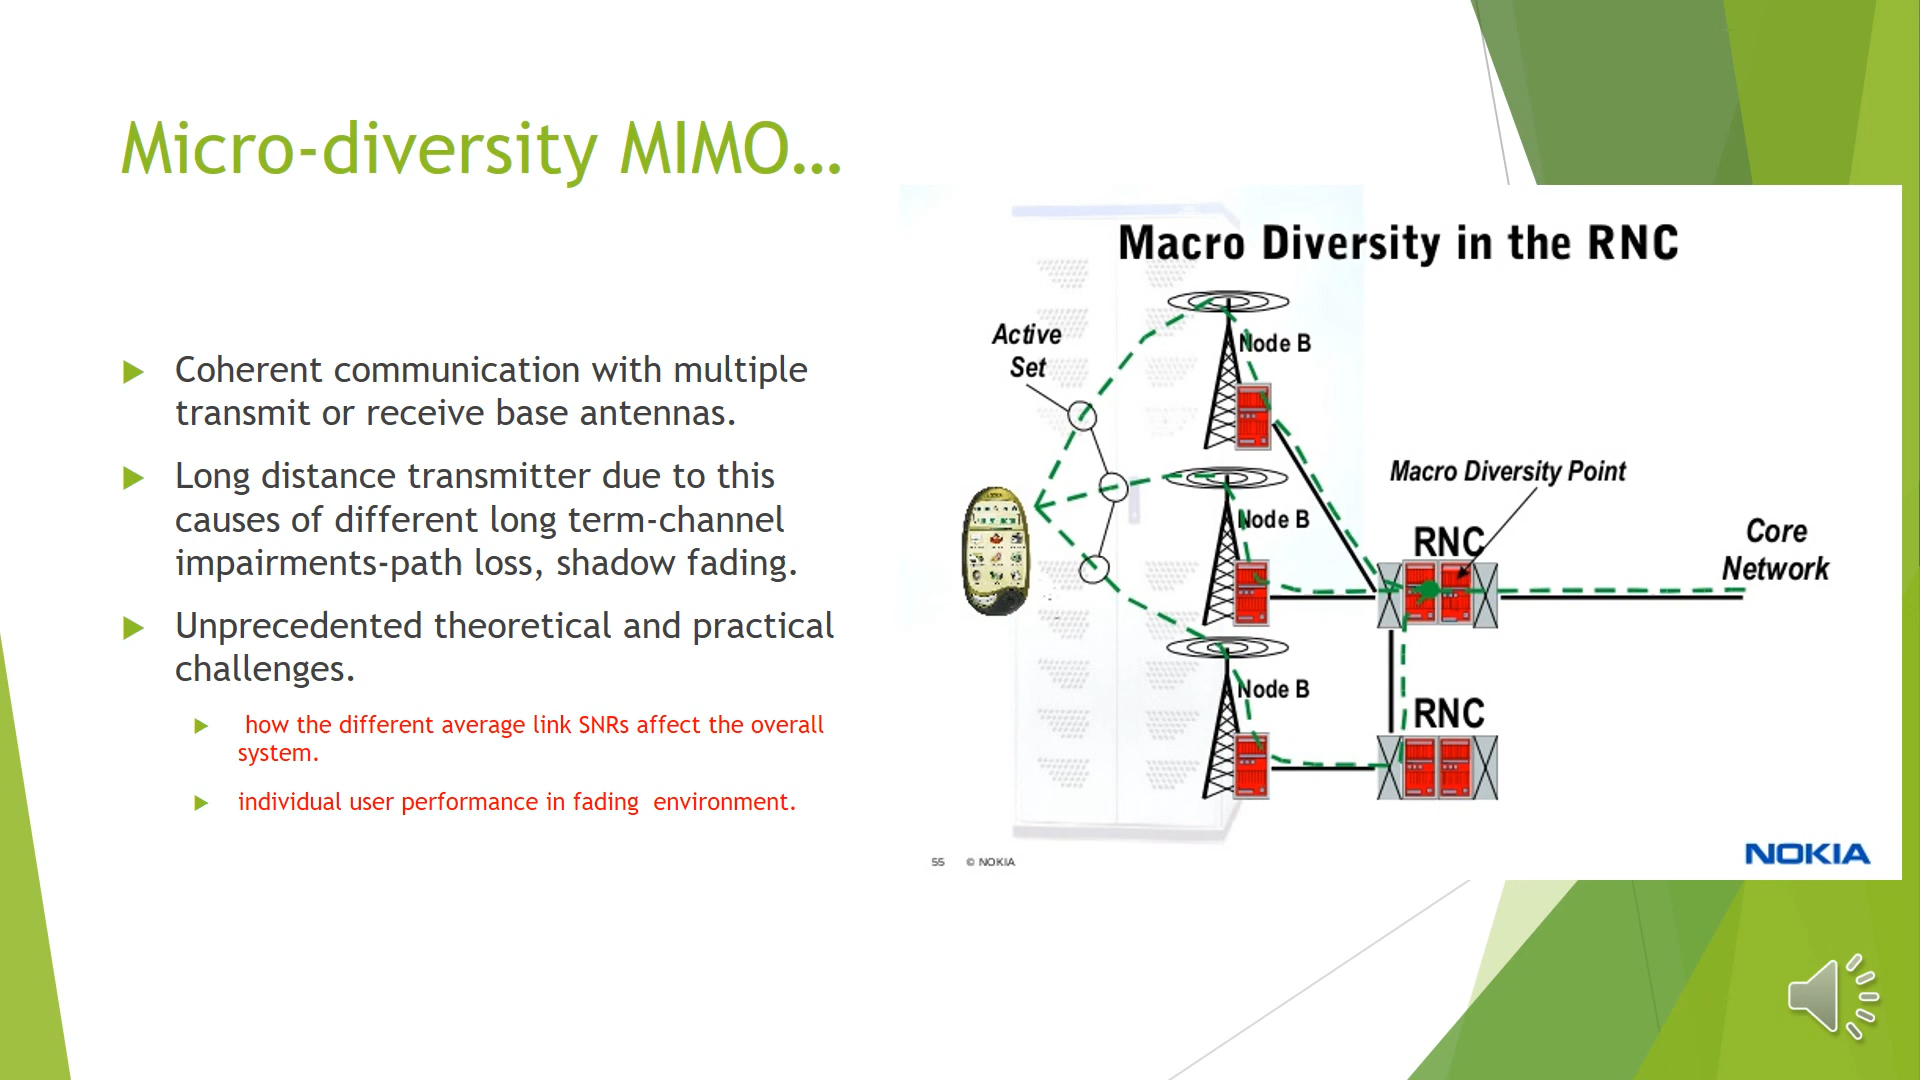 Micro-diversity MIMO...
Coherent communication with multiple
transmit or receive base antennas.
Long distance transmitter due to this
causes of different long term-channel
impairments-path loss, shadow fading.
Unprecedented theoretical and practical
challenges.
how the different average link SNRs affect the overall
system.
individual user performance in fading environment.
Macro Diversity in the RNC
Active
Set
Node B
Macro Diversity Point
Node B
RNC
Core
Network
Node B
RNC
55 © NOKIA
NOKIA